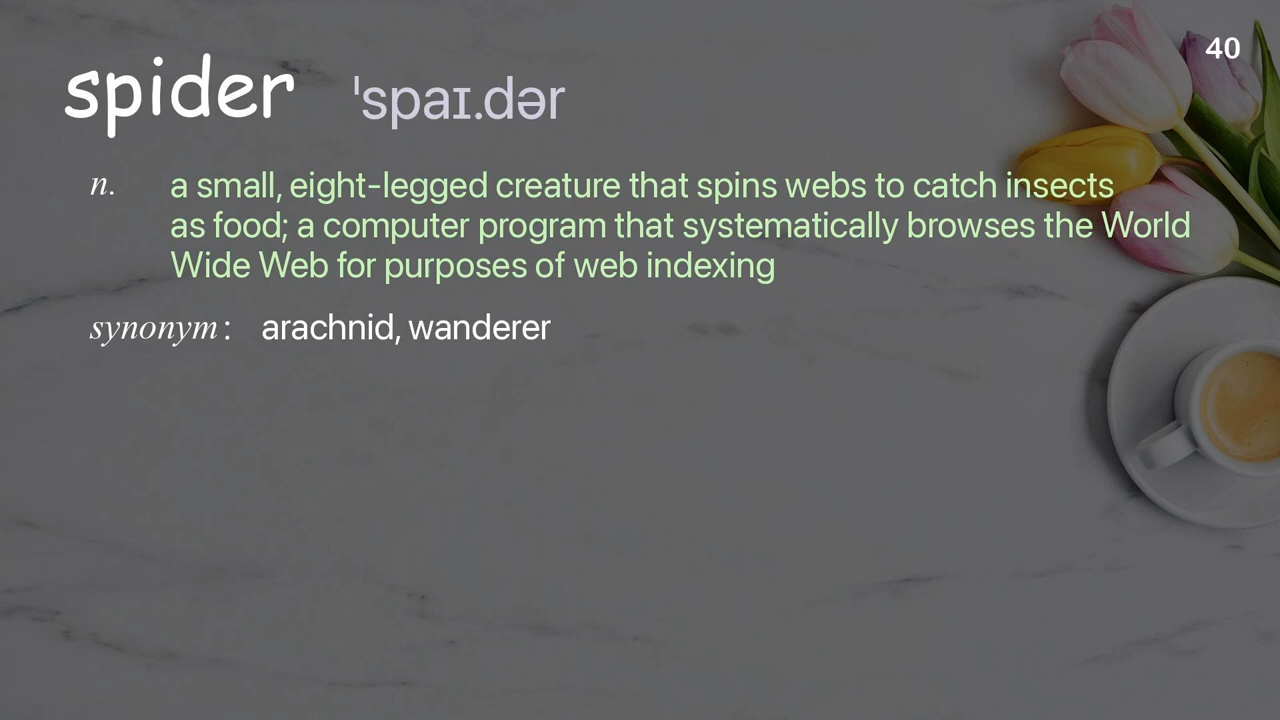 40
spider ˈspaɪ.dər
n. a small, eight-legged creature that spins webs to catch insects
as food; a computer program that systematically browses the World
Wide Web for purposes of web indexing
synonym: arachnid, wanderer